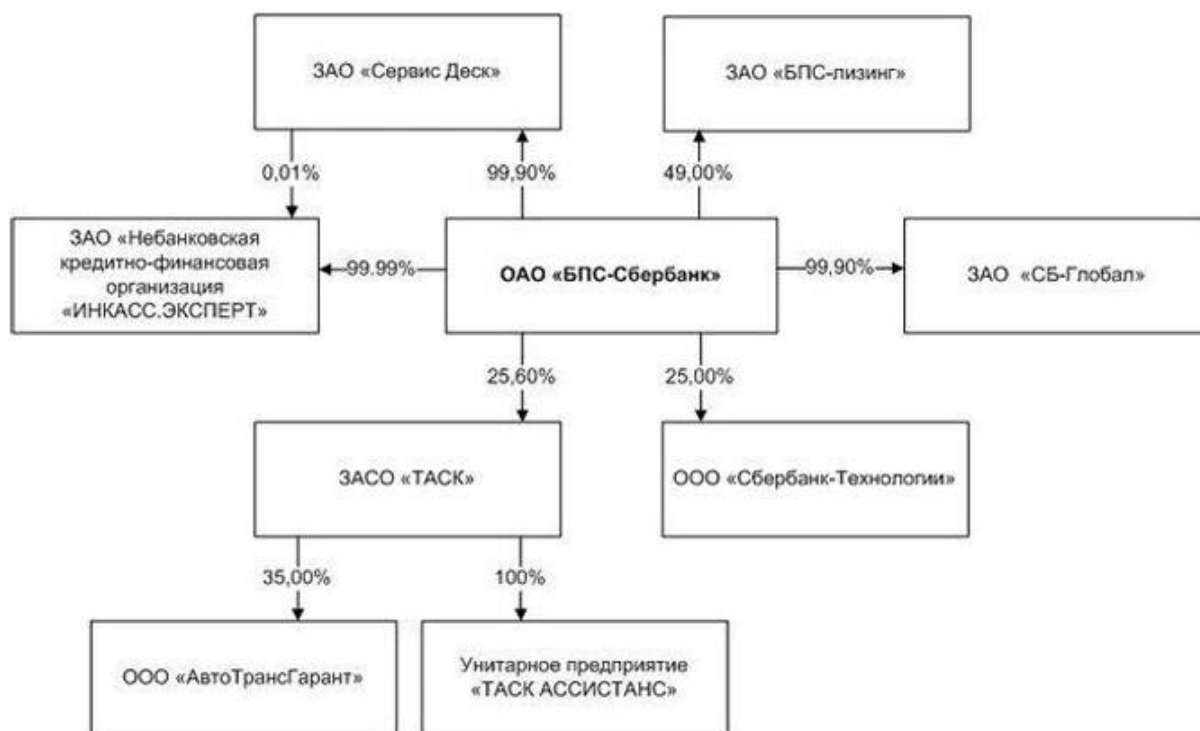 ЗАО «Сервис Деск»
ЗАО «БПС-лизинг»
0,01%
99,90%
49,00%
ЗАО «Небанковская
кредитно-финансовая
организация
«ИНКАСС.ЭКСПЕРТ»
99.99%
ОАО «БПС-Сбербанк»
99,90%
ЗАО «СБ-Глобал»
25,60%
25,00%
ЗАСО «ТАСК»
ООО «Сбербанк-Технологии»
35,00%
100%
ООО «АвтоТрансГарант»
Унитарное предприятие
«ТАСК АССИСТАНС»